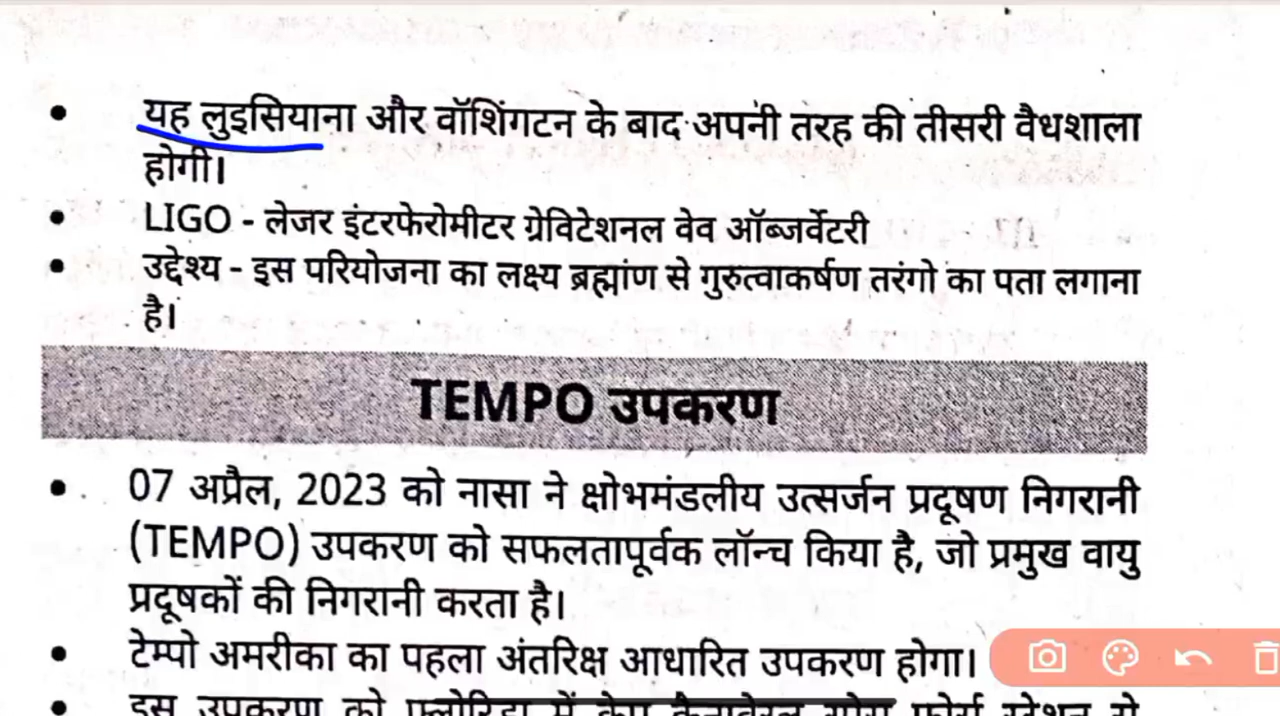 • यह लुइसियाना और वॉशिंगटन के बाद अपनी तरह की तीसरी वैधशाला
होगी।
• LIGO - लेजर इंटरफेरोमीटर ग्रेविटेशनल वेव ऑब्जर्वेटरी
• उद्देश्य - इस परियोजना का लक्ष्य ब्रह्मांण से गुरुत्वाकर्षण तरंगो का पता लगाना
है।
TEMPO उपकरण
• 07 अप्रैल, 2023 को नासा ने क्षोभमंडलीय उत्सर्जन प्रदूषण निगरानी
(TEMPO) उपकरण को सफलतापूर्वक लॉन्च किया है, जो प्रमुख वायु
प्रदूषकों की निगरानी करता है।
• टेम्पो अमरीका का पहला अंतरिक्ष आधारित उपकरण होगा।
• इस उपकरण को फ्लोरिडा में केप